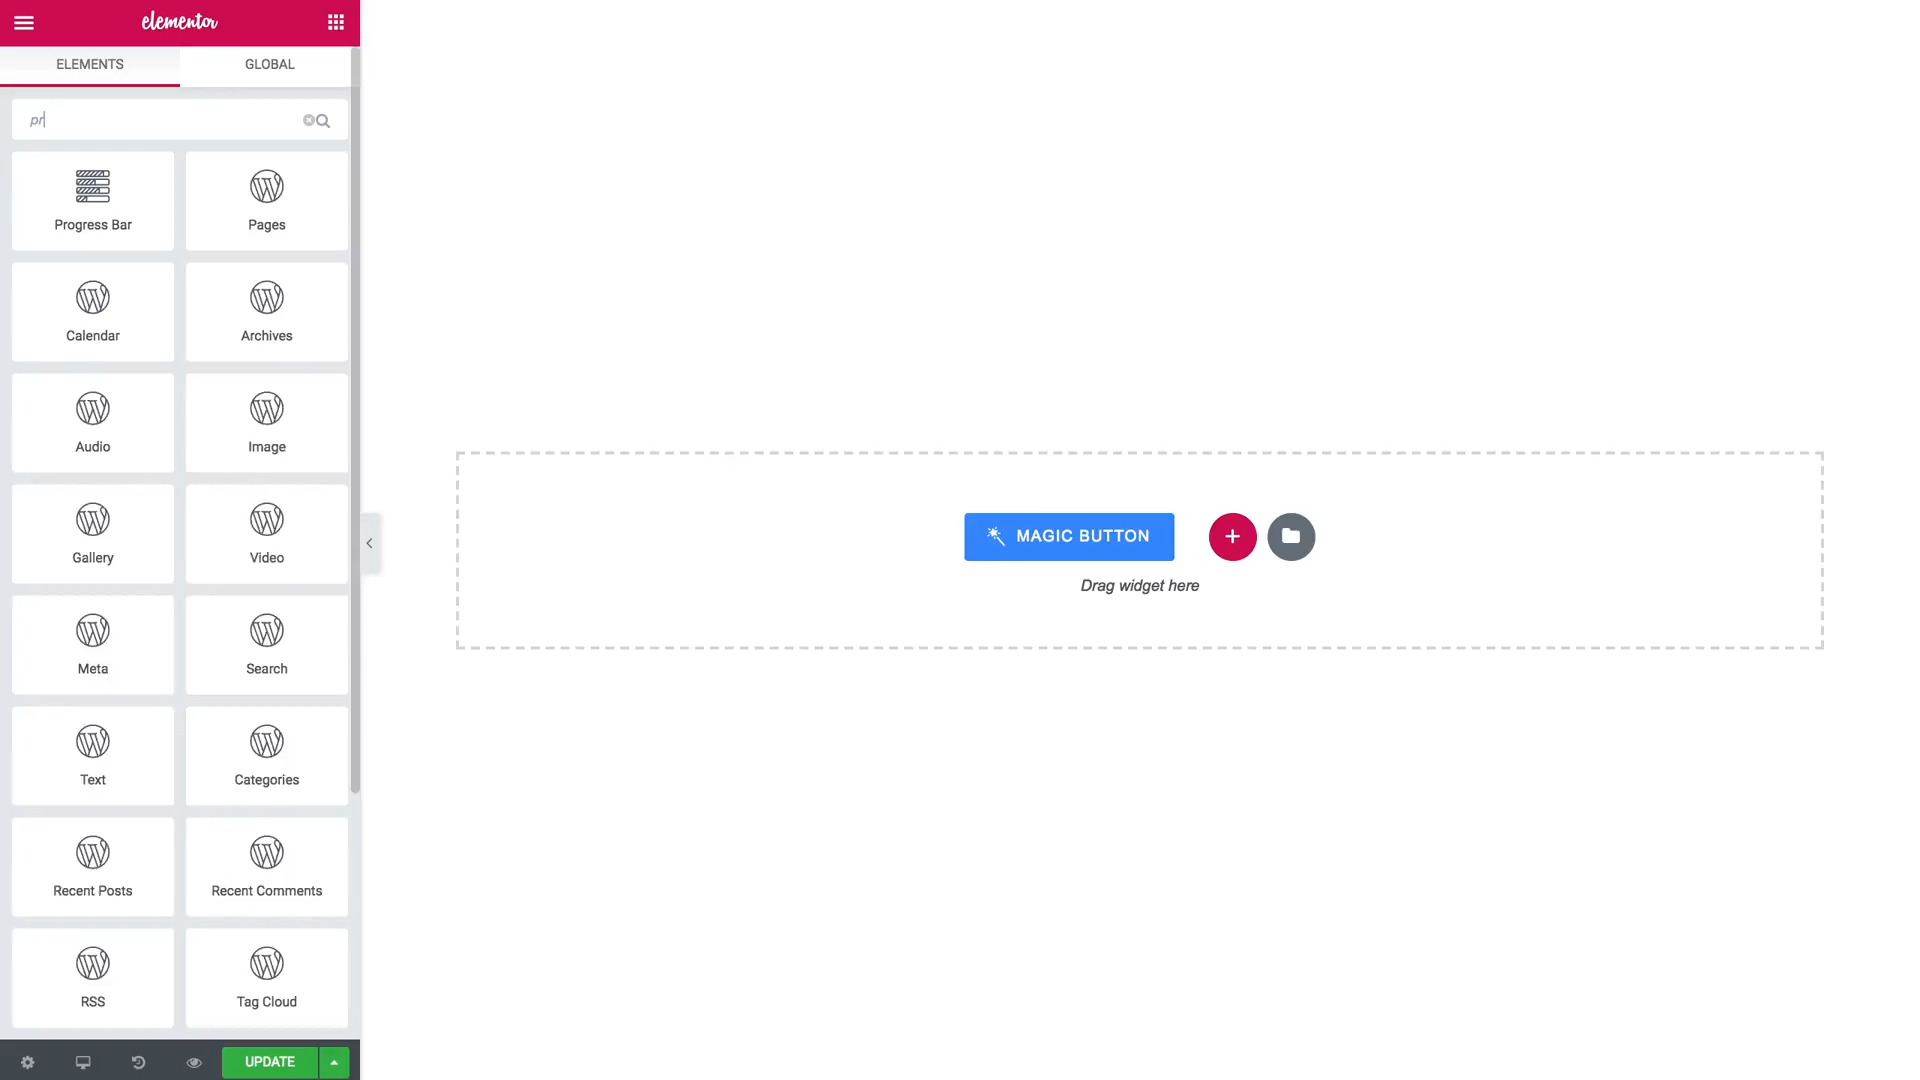 elementor
ELEMENTS
GLOBAL
pr
Progress Bar
Pages
Calendar
Archives
Audio
Image
Gallery
Video
Meta
Search
Text
Categories
Recent Posts
Recent Comments
RSS
Tag Cloud
UPDATE
MAGIC BUTTON
Drag widget here